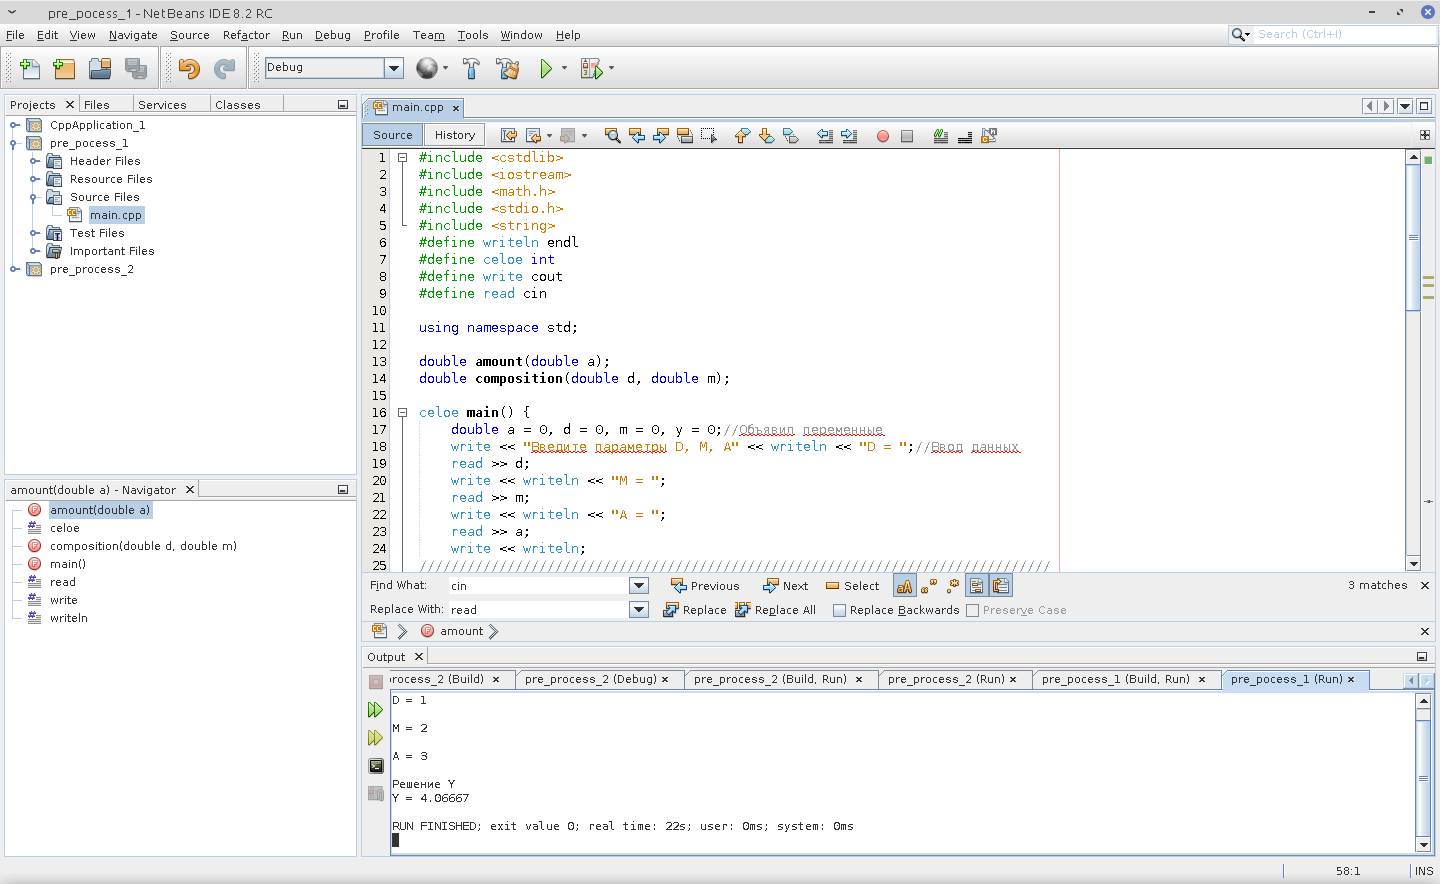 pre_pocess_1 - NetBeans IDE 8.2 RC
File Edit View Navigate Source Refactor Run Debug Profile Team Tools Window Help
Search (Ctrl+I)
Debug
Projects Files Services Classes
CppApplication_1
pre_pocess_1
Header Files
Resource Files
Source Files
main.cpp
Test Files
Important Files
pre_process_2
amount(double a) - Navigator
amount(double a)
celoe
composition(double d, double m)
main()
read
write
writeln
main.cpp
Source History
1 #include <cstdlib>
2 #include <iostream>
3 #include <math.h>
4 #include <stdio.h>
5 #include <string>
6 #define writeln endl
7 #define celoe int
8 #define write cout
9 #define read cin
10
11 using namespace std;
12
13 double amount(double a);
14 double composition(double d, double m);
15
16 celoe main() {
17 double a = 0, d = 0, m = 0, y = 0;//Объявил переменные
18 write << "Введите параметры D, M, A" << writeln << "D = ";//Ввод данных
19 read >> d;
20 write << writeln << "M = ";
21 read >> m;
22 write << writeln << "A = ";
23 read >> a;
24 write << writeln;
25 ///////////////////////////////////////////////////////////////////////////////
Find What: cin Previous Next Select aA 3 matches
Replace With: read Replace Replace All Replace Backwards Preserve Case
amount
Output
rocess_2 (Build) pre_process_2 (Debug) pre_process_2 (Build, Run) pre_process_2 (Run) pre_pocess_1 (Build, Run) pre_pocess_1 (Run)
D = 1
M = 2
A = 3
Решение Y
Y = 4.06667
RUN FINISHED; exit value 0; real time: 22s; user: 0ms; system: 0ms
58:1 INS